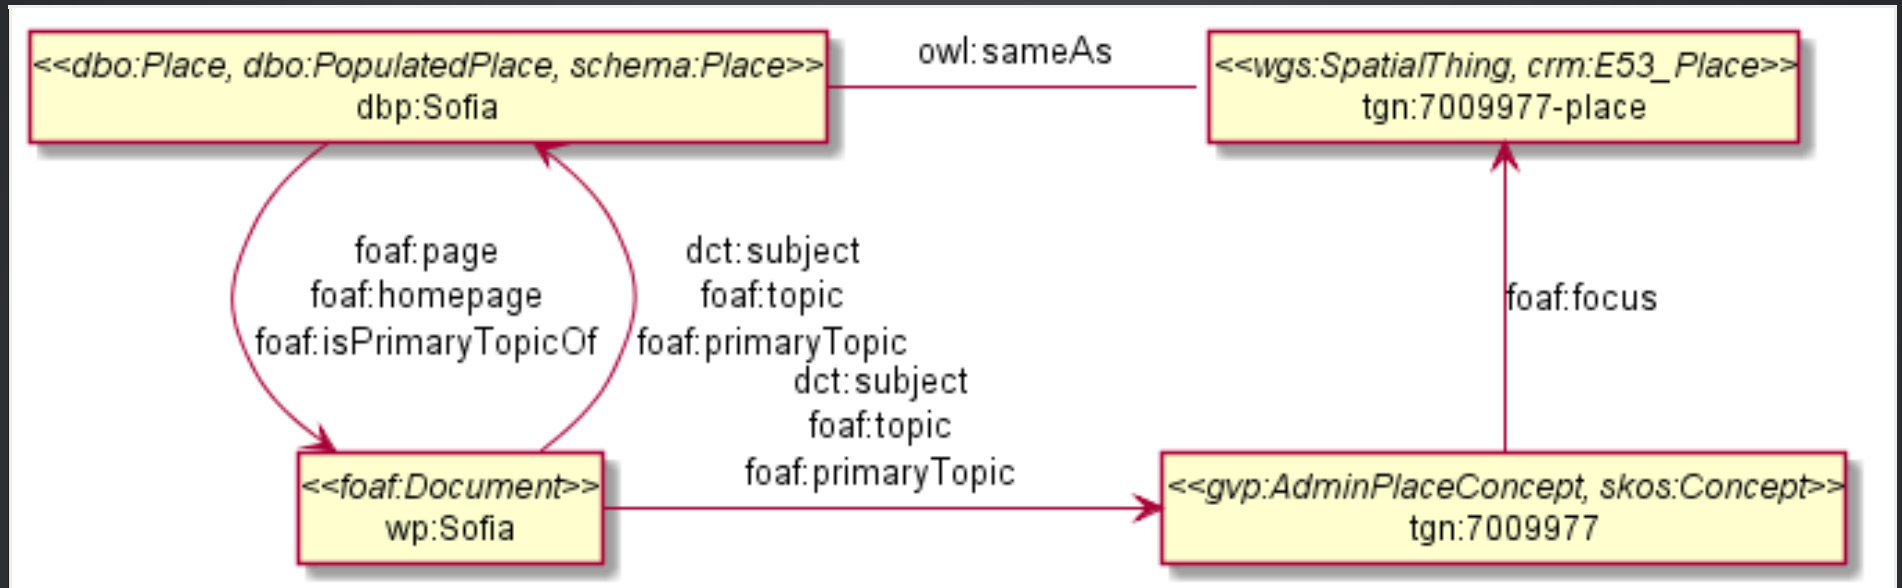 <<dbo:Place, dbo:PopulatedPlace, schema:Place>>
dbp:Sofia
owl:sameAs
<<wgs:SpatialThing, crm:E53_Place>>
tgn:7009977-place
foaf:page
foaf:homepage
foaf:isPrimaryTopicOf
dct:subject
foaf:topic
foaf:primaryTopic
dct:subject
foaf:topic
foaf:primaryTopic
foaf:focus
<<foaf:Document>>
wp:Sofia
<<gvp:AdminPlaceConcept, skos:Concept>>
tgn:7009977